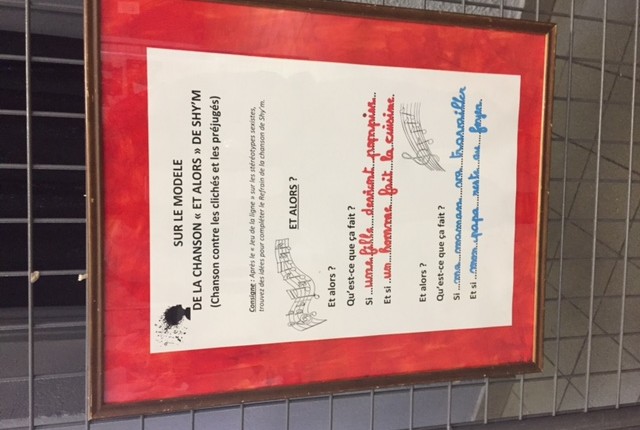 SUR LE MODELE
DE LA CHANSON « ET ALORS » DE SHY'M
(Chanson contre les clichés et les préjugés)
Consigne : Après le « Jeu de la ligne » sur les stéréotypes sexistes,
trouvez des idées pour compléter le Refrain de la chanson de Shy'm.
ET ALORS ?
Et alors ?
Qu'est-ce que ça fait ?
Si ...une fille devient pompier...
Et si ..un homme fait la cuisine.
Et alors ?
Qu'est-ce que ça fait ?
Si ...ma maman va travailler
Et si ...mon papa reste au foyer.